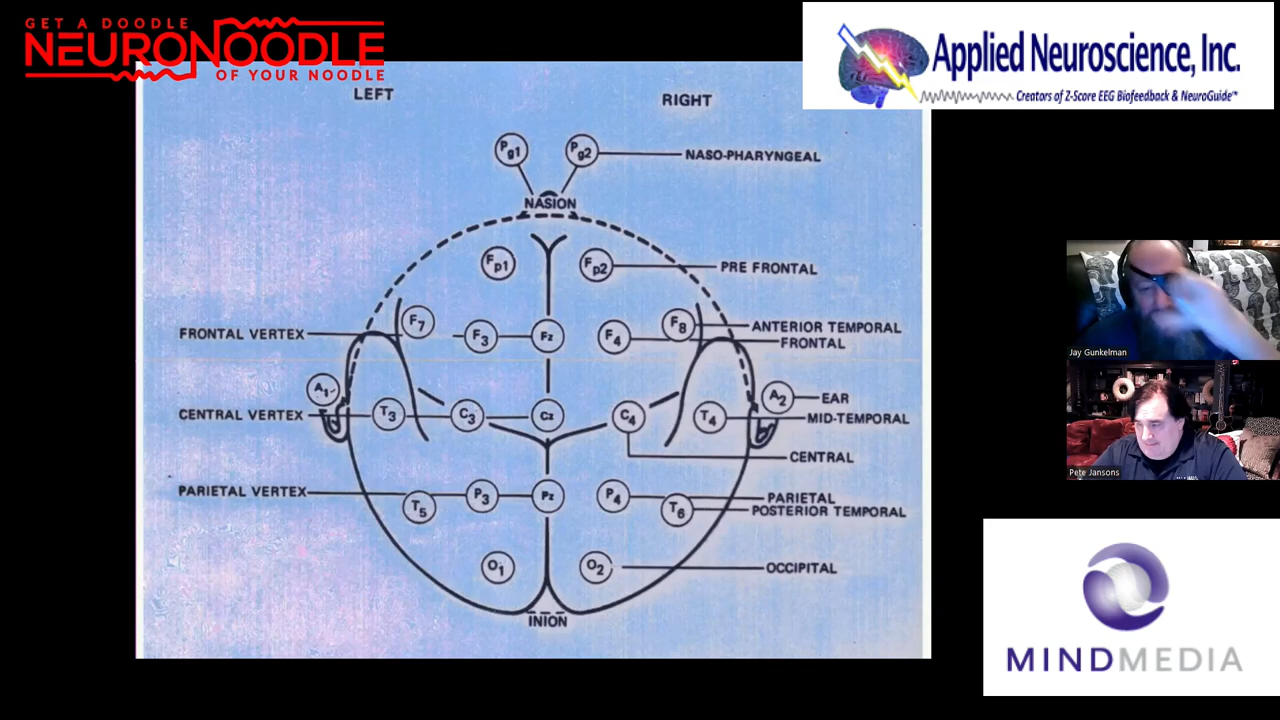 GET A DOODLE
NEURONOODLE
OF YOUR NOODLE
Applied Neuroscience, Inc.
Creators of Z-Score EEG Biofeedback & NeuroGuide™
LEFT
RIGHT
Pg1
Pg2
NASO-PHARYNGEAL
NASION
Fp1
Fp2
PRE FRONTAL
FRONTAL VERTEX
F7
F3
Fz
F4
F8
ANTERIOR TEMPORAL
FRONTAL
A1
A2
EAR
CENTRAL VERTEX
T3
C3
Cz
C4
T4
MID-TEMPORAL
CENTRAL
PARIETAL VERTEX
T5
P3
Pz
P4
T6
PARIETAL
POSTERIOR TEMPORAL
O1
O2
OCCIPITAL
INION
Jay Gunkelman
Pete Jansons
MINDMEDIA